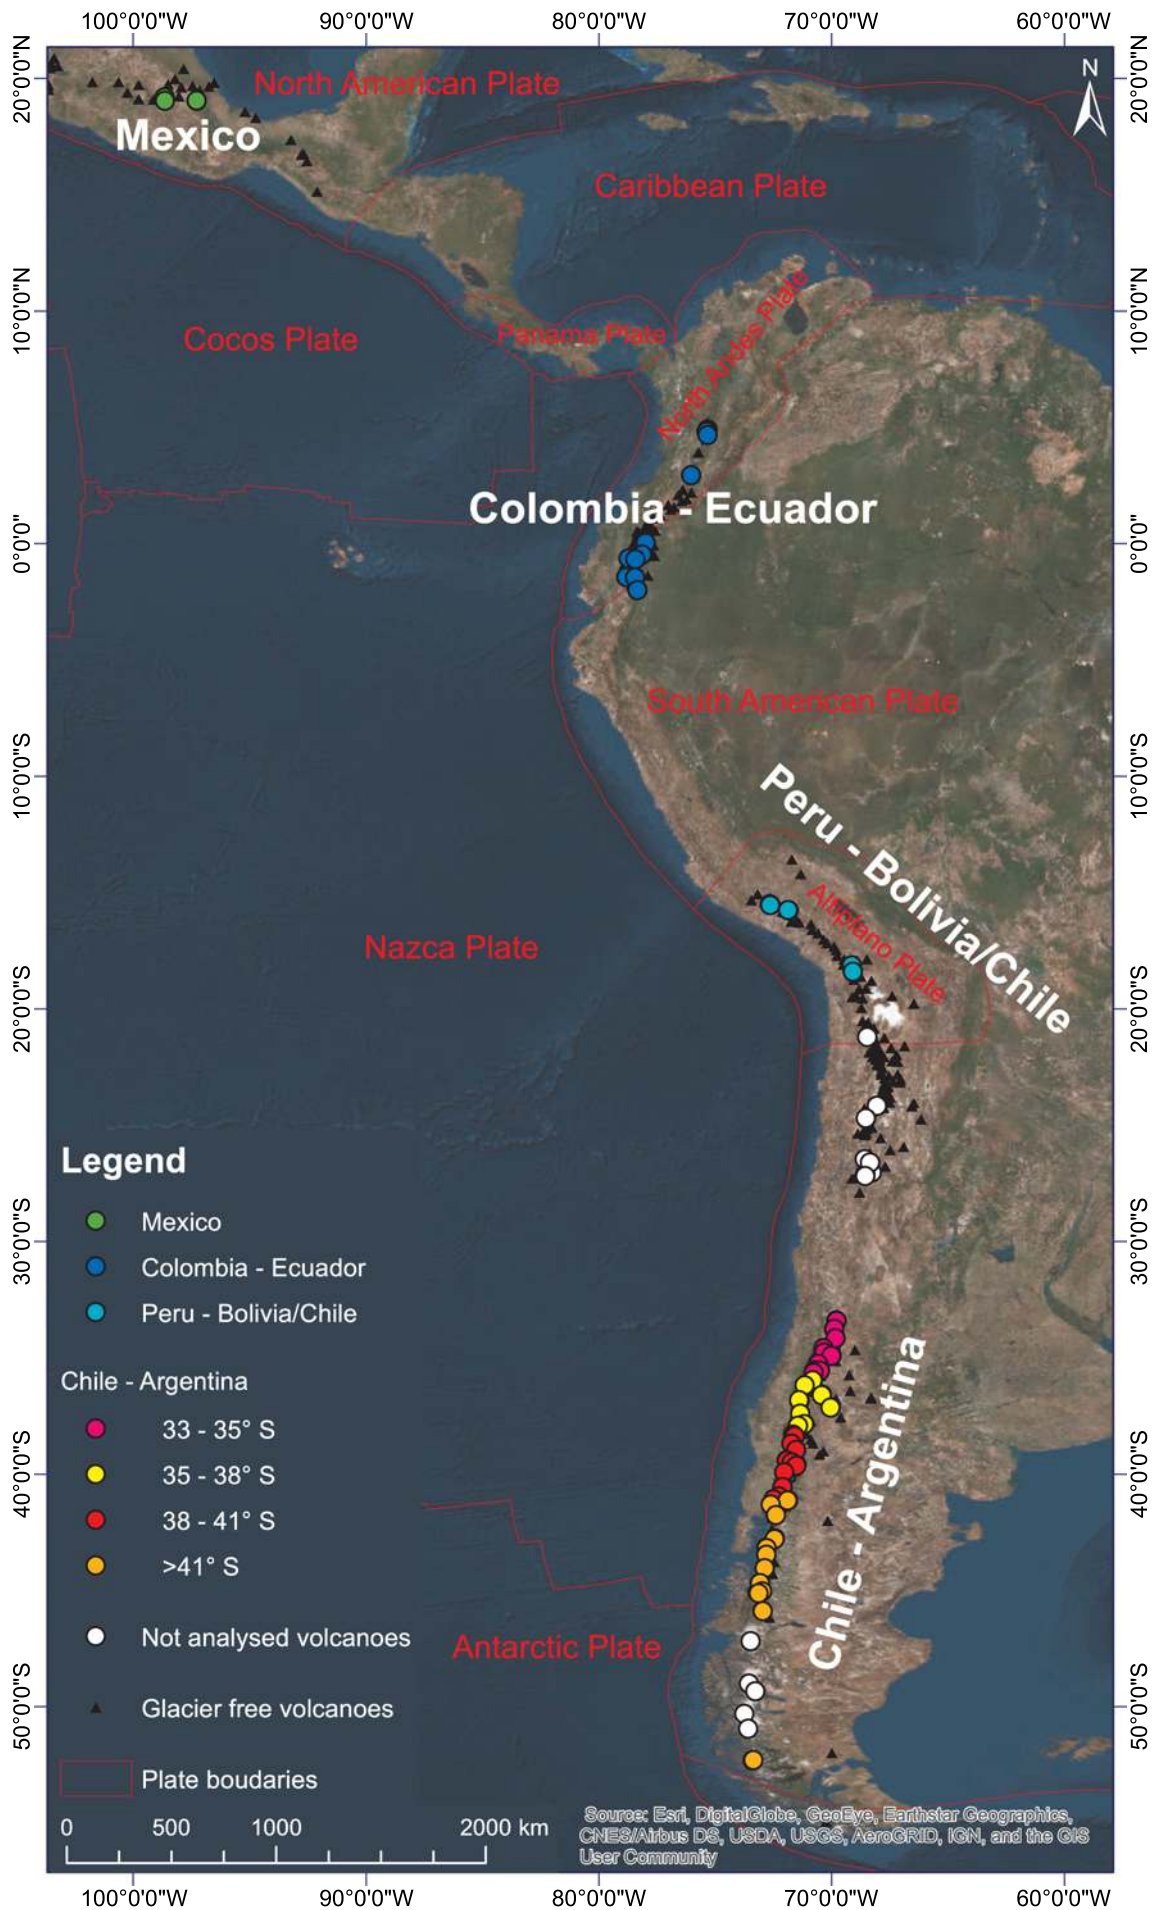 100°0'0"W
90°0'0"W
80°0'0"W
70°0'0"W
60°0'0"W
20°0'0"N
20°0'0"N
N
North American Plate
Mexico
Caribbean Plate
10°0'0"N
10°0'0"N
Cocos Plate
Panama Plate
North Andes Plate
Colombia - Ecuador
0°0'0"
0°0'0"
South American Plate
10°0'0"S
10°0'0"S
Peru - Bolivia/Chile
Altiplano Plate
Nazca Plate
20°0'0"S
20°0'0"S
Legend
Mexico
Colombia - Ecuador
Peru - Bolivia/Chile
Chile - Argentina
33 - 35° S
35 - 38° S
38 - 41° S
>41° S
Not analysed volcanoes
Glacier free volcanoes
Plate boudaries
0 500 1000 2000 km
30°0'0"S
30°0'0"S
Chile - Argentina
40°0'0"S
40°0'0"S
Antarctic Plate
50°0'0"S
50°0'0"S
Source: Esri, DigitalGlobe, GeoEye, Earthstar Geographics,
CNES/Airbus DS, USDA, USGS, AeroGRID, IGN, and the GIS
User Community
100°0'0"W
90°0'0"W
80°0'0"W
70°0'0"W
60°0'0"W